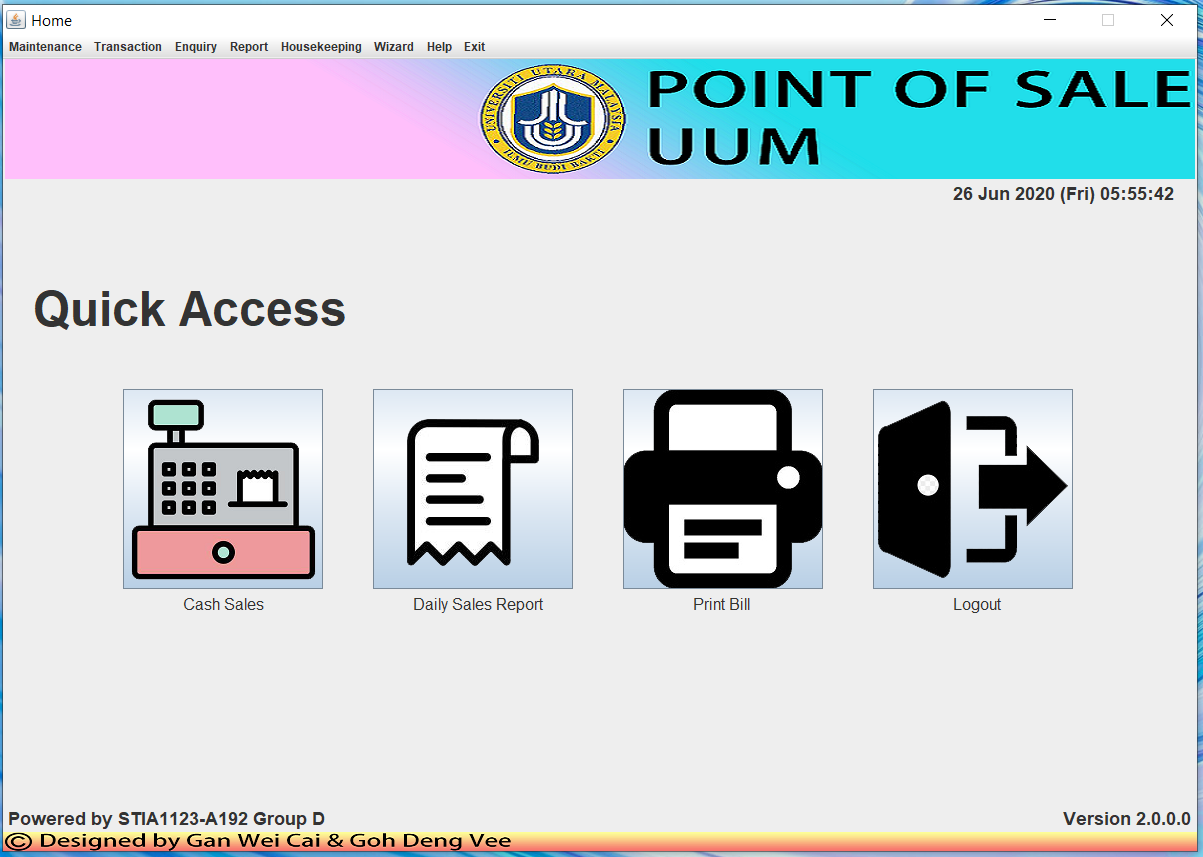 Home
Maintenance Transaction Enquiry Report Housekeeping Wizard Help Exit
UNIVERSITI UTARA MALAYSIA
ILMU BUDI BAKTI
POINT OF SALE
UUM
26 Jun 2020 (Fri) 05:55:42
Quick Access
Cash Sales Daily Sales Report Print Bill Logout
Powered by STIA1123-A192 Group D Version 2.0.0.0
© Designed by Gan Wei Cai & Goh Deng Vee